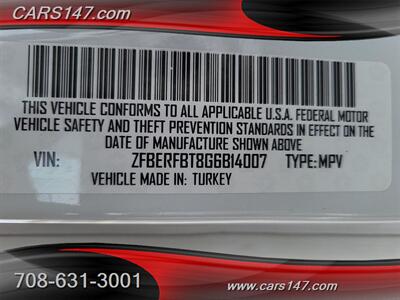 CARS147.com
THIS VEHICLE CONFORMS TO ALL APPLICABLE U.S.A. FEDERAL MOTOR
VEHICLE SAFETY AND THEFT PREVENTION STANDARDS IN EFFECT ON THE
DATE OF MANUFACTURE SHOWN ABOVE
VIN: ZFBERFBT8G6B14007 TYPE:MPV
VEHICLE MADE IN: TURKEY
708-631-3001
www.cars147.com